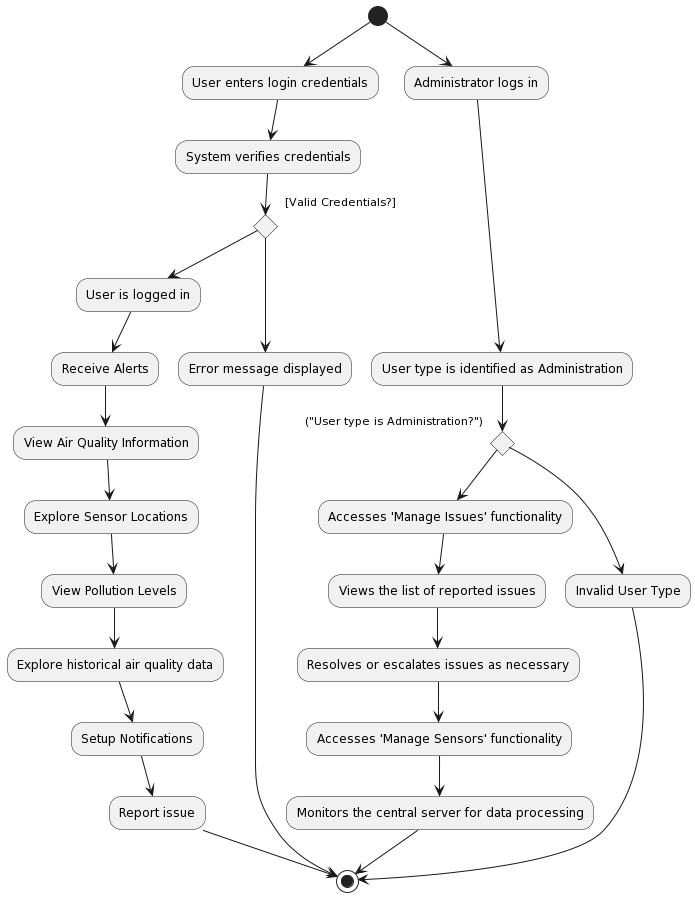 User enters login credentials
Administrator logs in
System verifies credentials
[Valid Credentials?]
User is logged in
Receive Alerts
Error message displayed
User type is identified as Administration
("User type is Administration?")
View Air Quality Information
Explore Sensor Locations
Accesses 'Manage Issues' functionality
View Pollution Levels
Views the list of reported issues
Invalid User Type
Explore historical air quality data
Resolves or escalates issues as necessary
Setup Notifications
Accesses 'Manage Sensors' functionality
Report issue
Monitors the central server for data processing